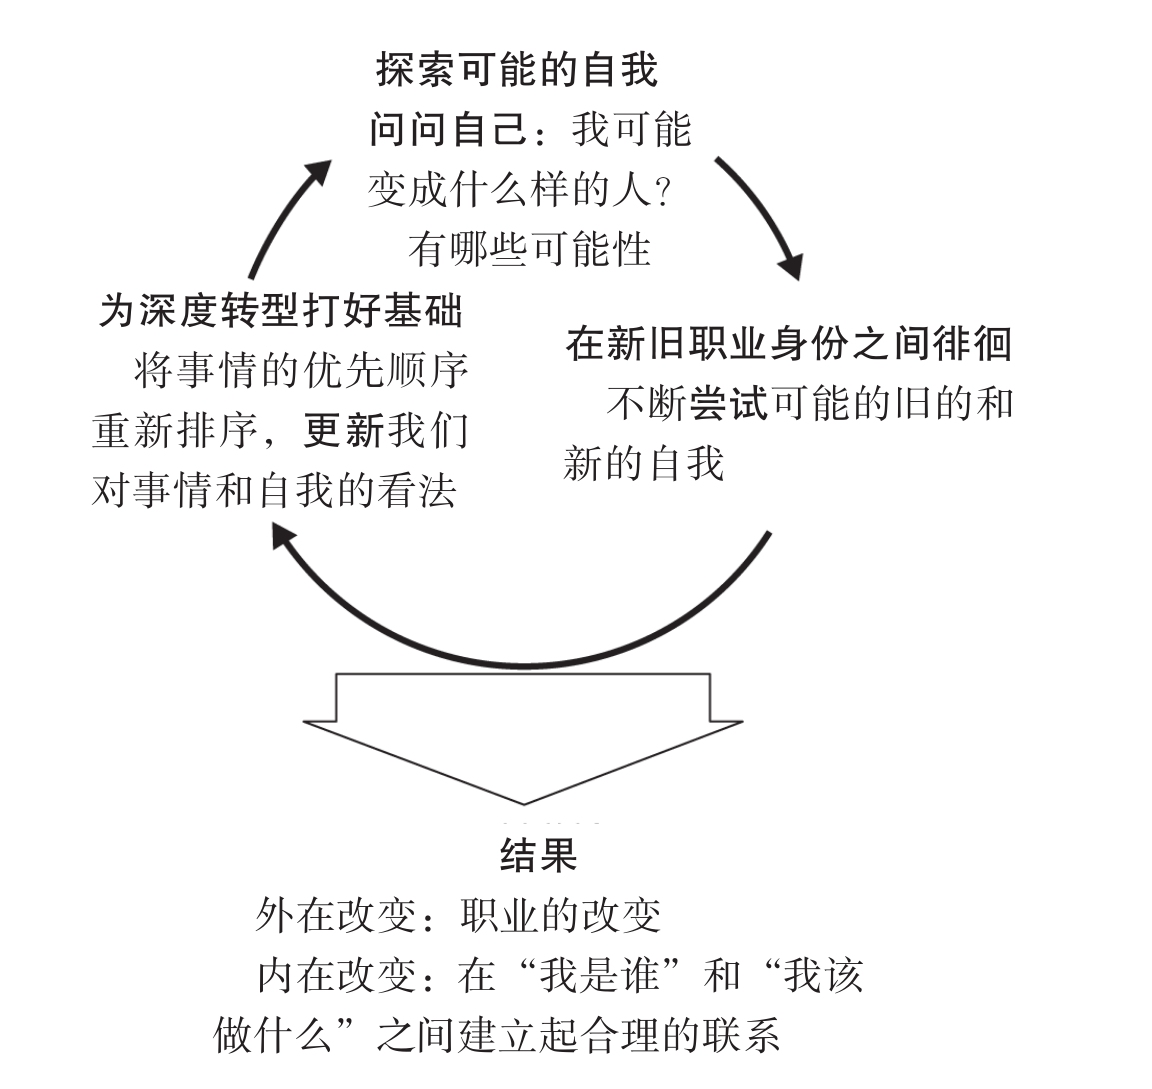 探索可能的自我
问问自己：我可能
变成什么样的人？
有哪些可能性
为深度转型打好基础
将事情的优先顺序
重新排序，更新我们
对事情和自我的看法
在新旧职业身份之间徘徊
不断尝试可能的旧的和
新的自我
结果
外在改变：职业的改变
内在改变：在“我是谁”和“我该
做什么”之间建立起合理的联系